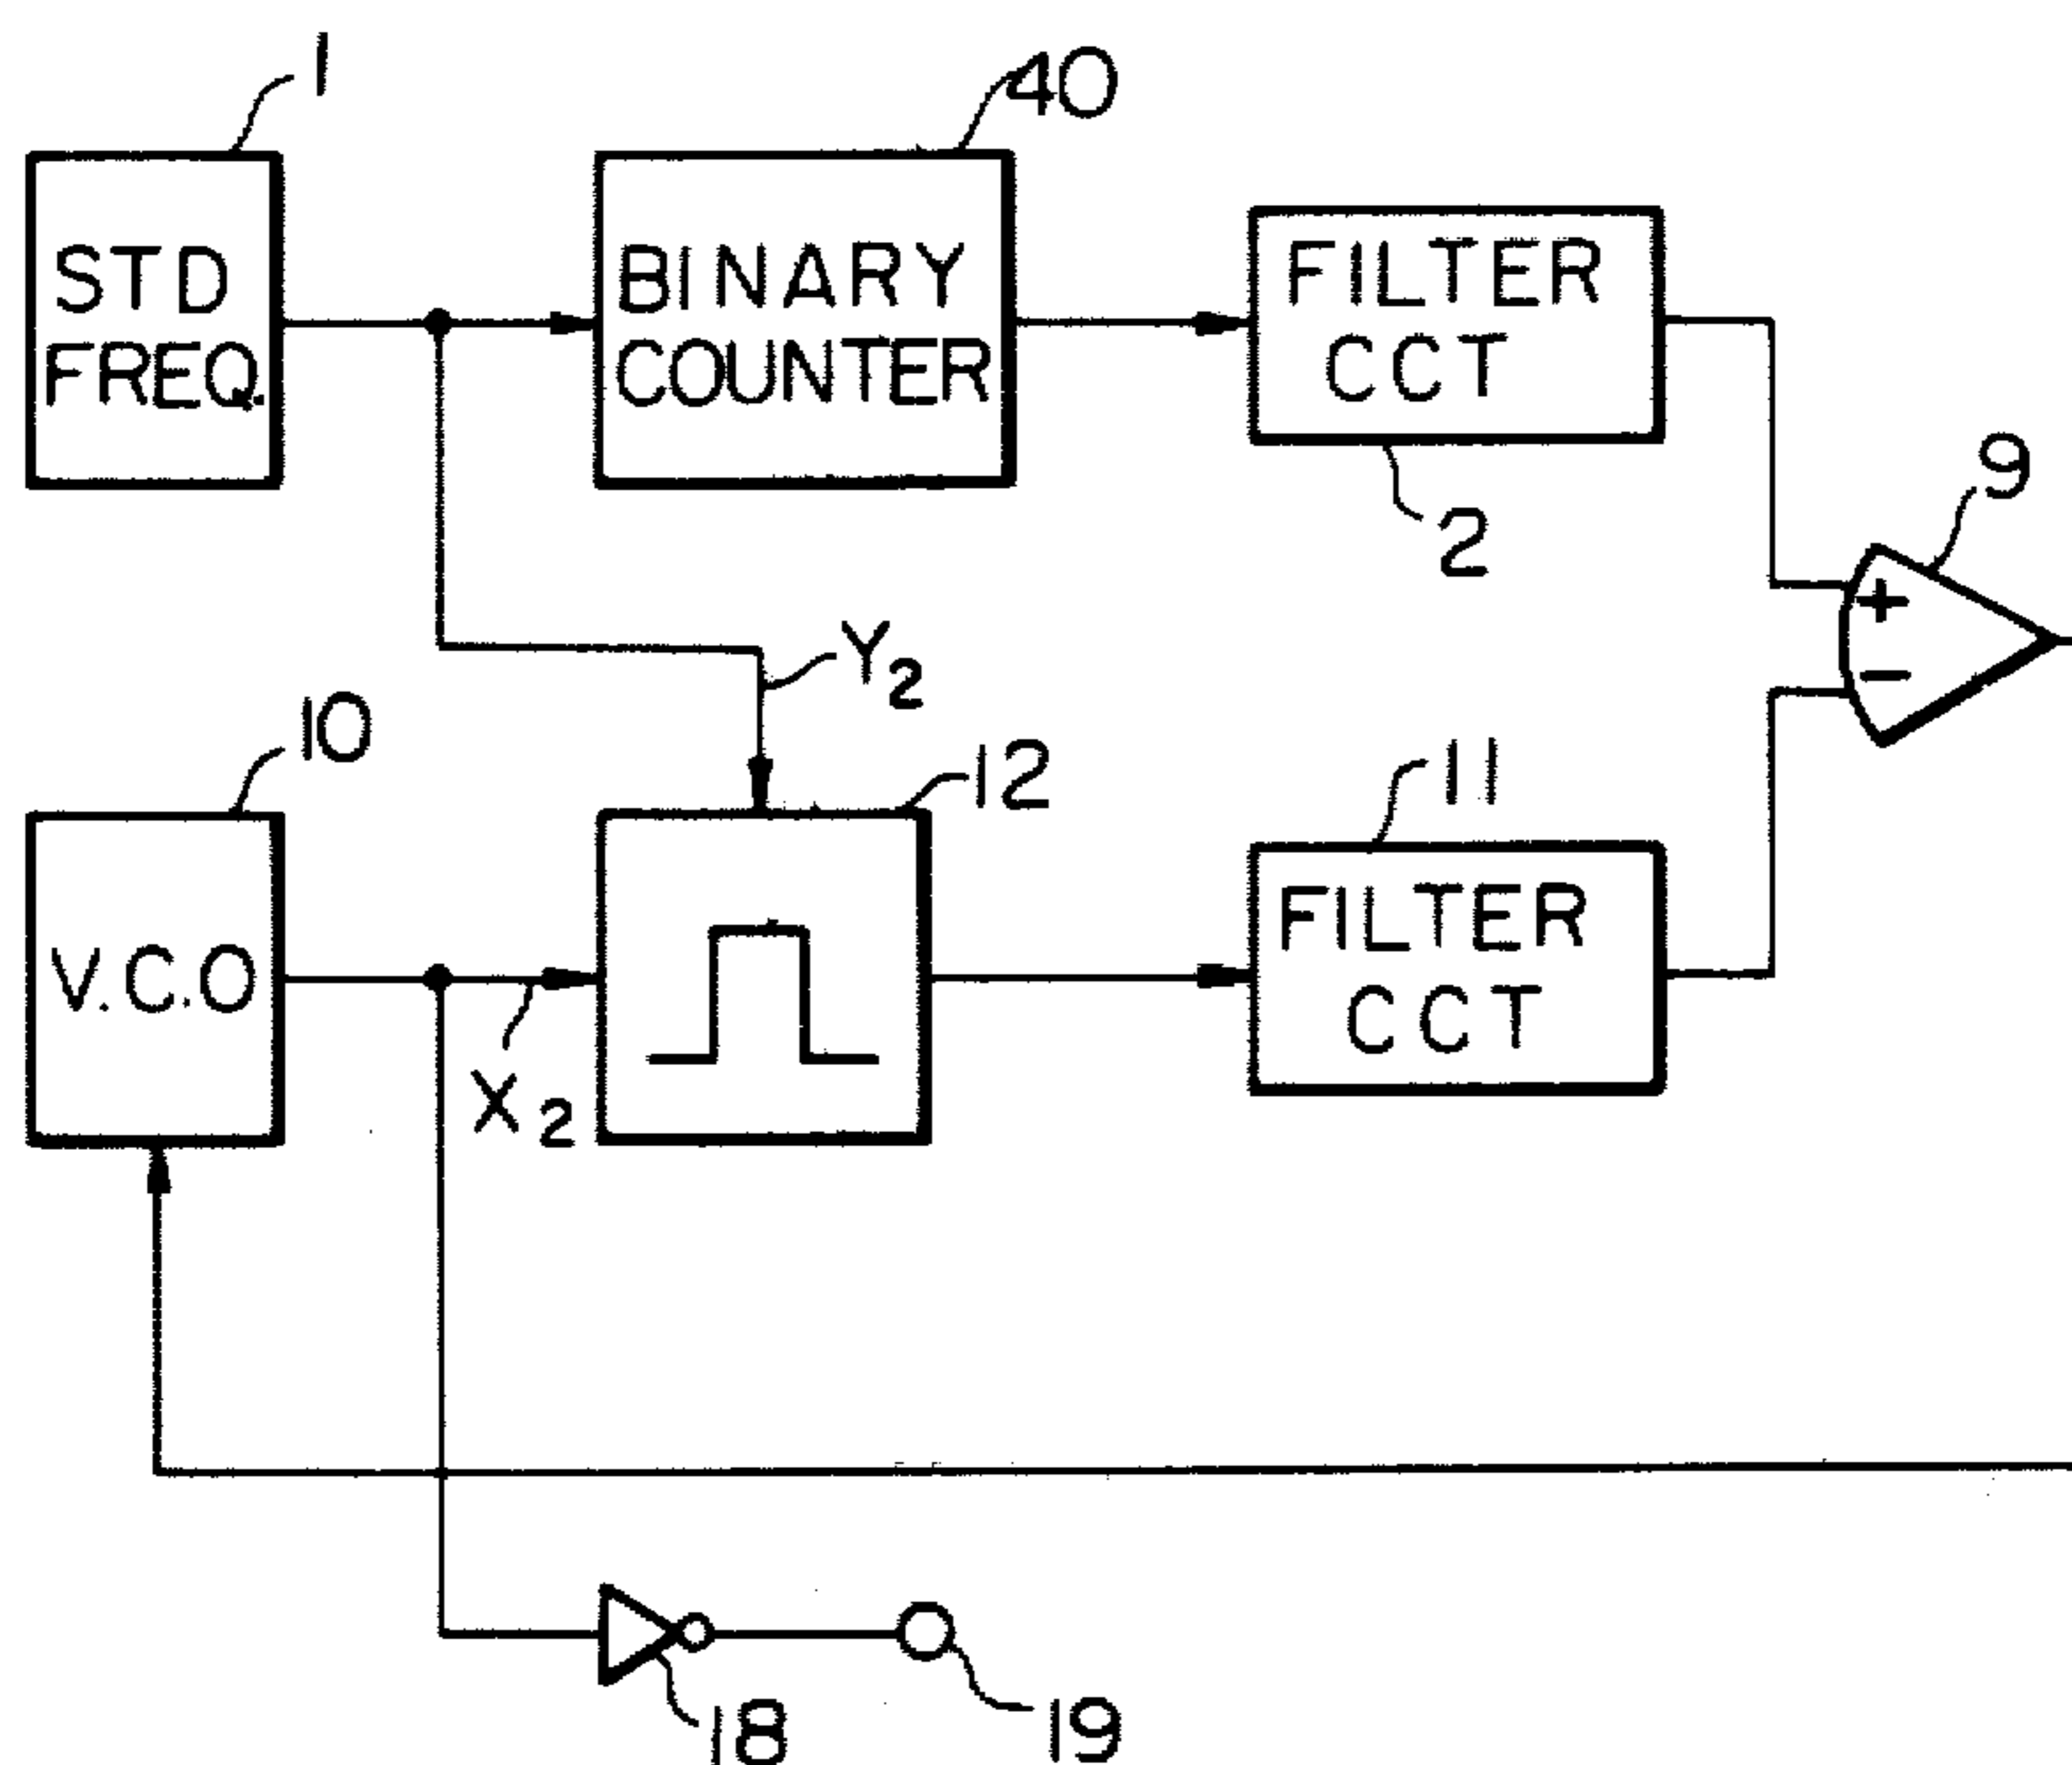 1
40
STD
FREQ.
BINARY
COUNTER
FILTER
CCT
2
9
+
−
Y2
10
12
11
V.C.O
X2
FILTER
CCT
18
19